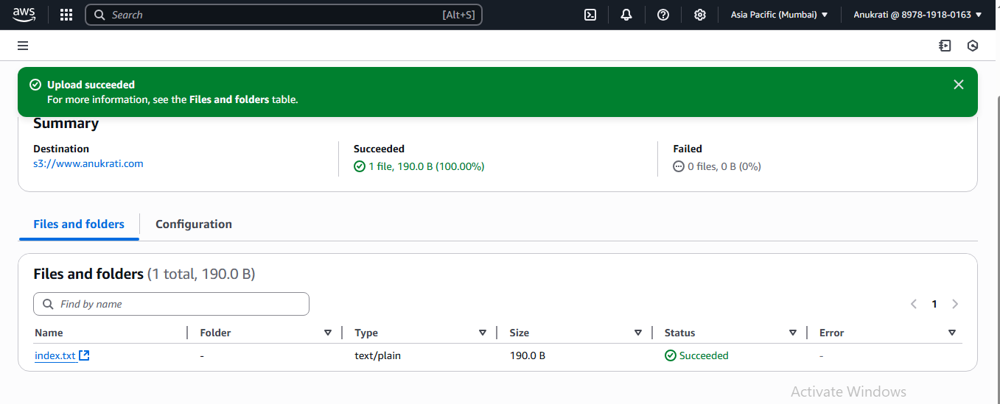 aws Search [Alt+S] Asia Pacific (Mumbai) Anukrati @ 8978-1918-0163
Upload succeeded
For more information, see the Files and folders table.
Summary
Destination Succeeded Failed
s3://www.anukrati.com 1 file, 190.0 B (100.00%) 0 files, 0 B (0%)
Files and folders Configuration
Files and folders (1 total, 190.0 B)
Find by name 1
Name Folder Type Size Status Error
index.txt - text/plain 190.0 B Succeeded -
Activate Windows